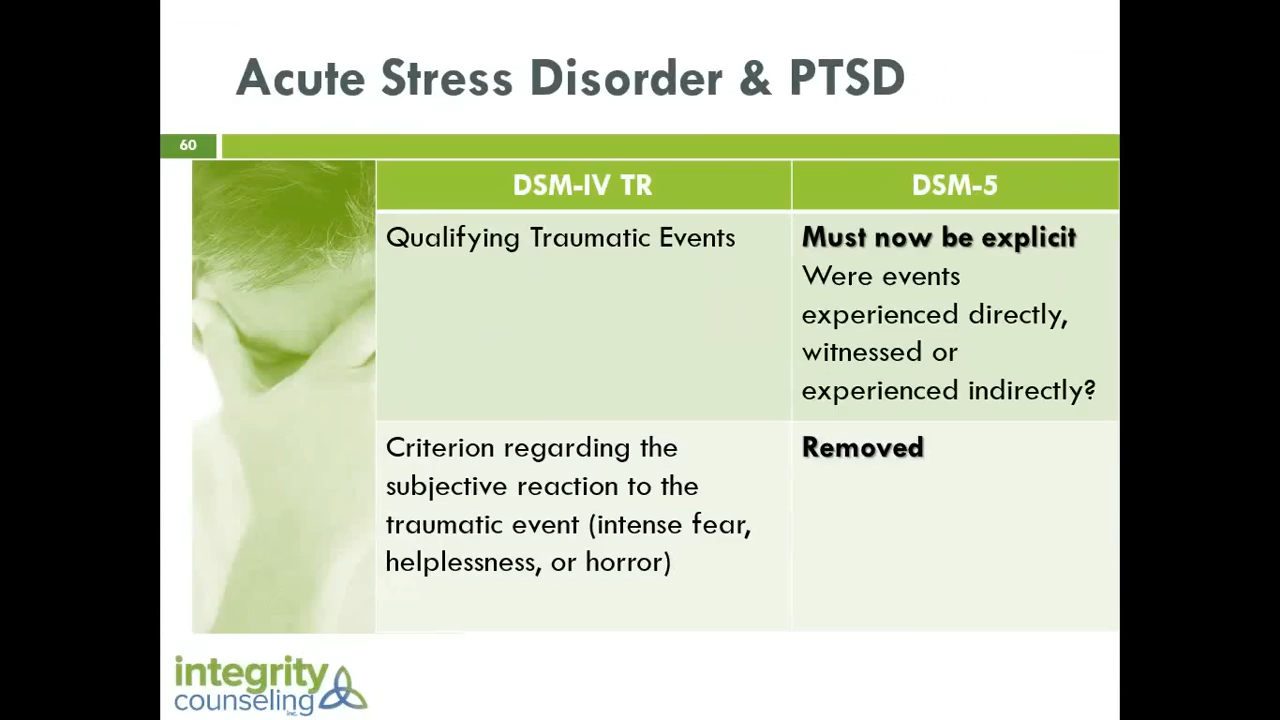 Acute Stress Disorder & PTSD
60
DSM-IV TR
DSM-5
Qualifying Traumatic Events
Must now be explicit
Were events
experienced directly,
witnessed or
experienced indirectly?
Criterion regarding the
subjective reaction to the
traumatic event (intense fear,
helplessness, or horror)
Removed
integrity
counseling
inc.